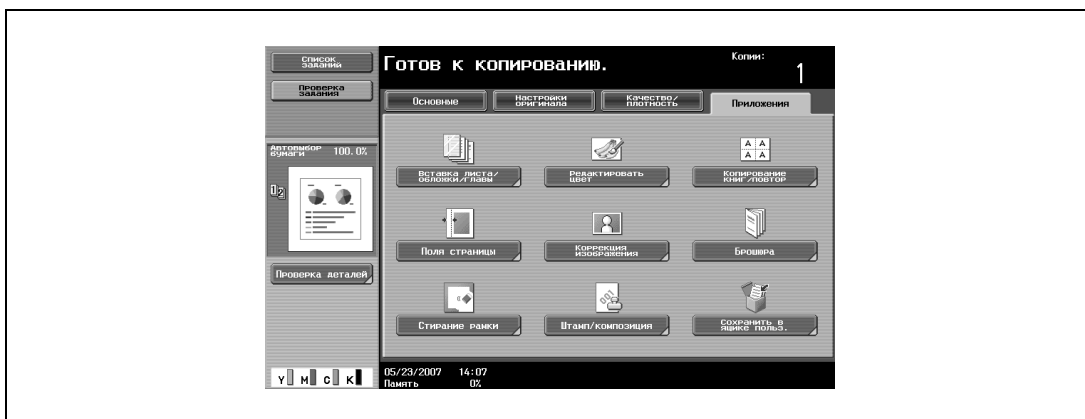 Список
заданий
Готов к копированию.
Копии:
1
Проверка
задания
Основные
Настройки
оригинала
Качество/
плотность
Приложения
Автовыбор
бумаги
100.0%
A A
A A
Вставка листа/
обложки/главы
Редактировать
цвет
Копирование
книг/повтор
Поля страницы
Коррекция
изображения
Брошюра
Проверка деталей
001
Стирание рамки
Штамп/композиция
Сохранить в
ящике польз.
Y M C K
05/23/2007 14:07
Память 0%